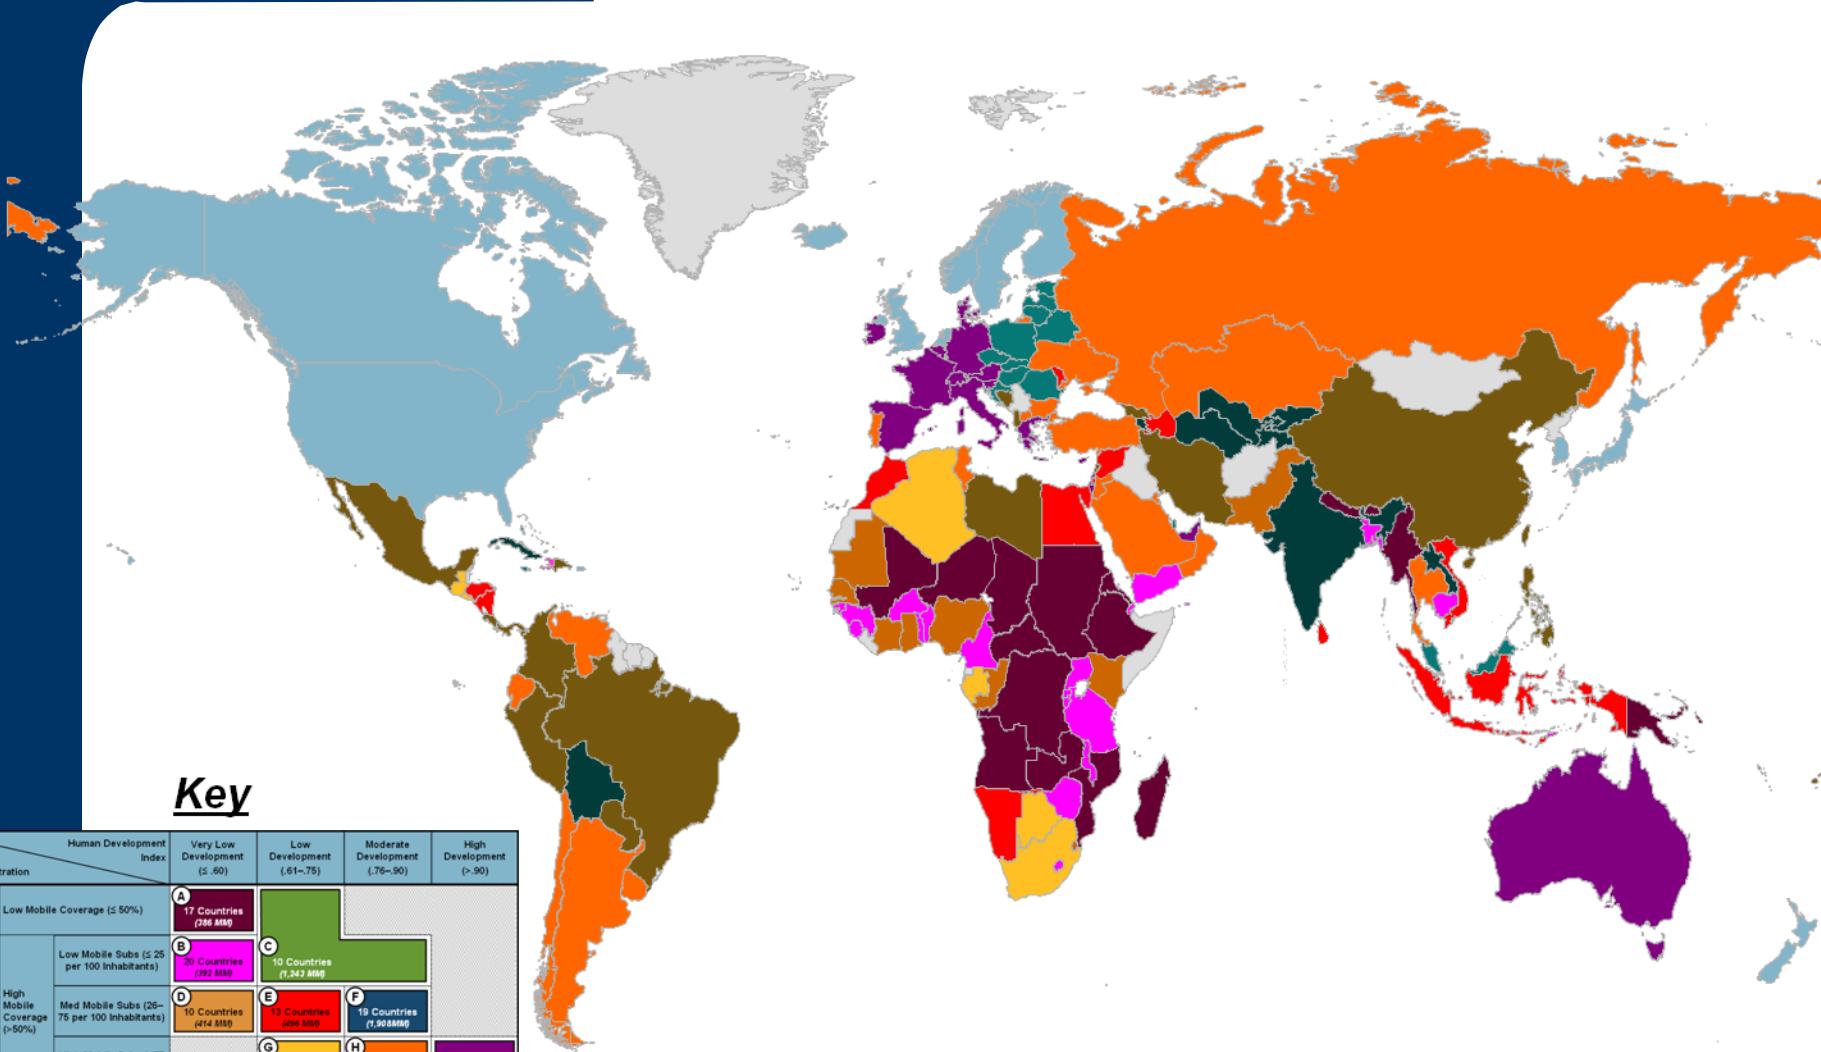 Key
Human Development
Index
tration
Very Low
Development
(≤ .60)
Low
Development
(.61–.75)
Moderate
Development
(.76–.90)
High
Development
(>.90)
Low Mobile Coverage (≤ 50%)
A
17 Countries
(386 MM)
High
Mobile
Coverage
(>50%)
Low Mobile Subs (≤ 25
per 100 Inhabitants)
B
20 Countries
(392 MM)
C
10 Countries
(1,243 MM)
Med Mobile Subs (26–
75 per 100 Inhabitants)
D
10 Countries
(414 MM)
E
13 Countries
(495 MM)
F
19 Countries
(1,908MM)
G
H